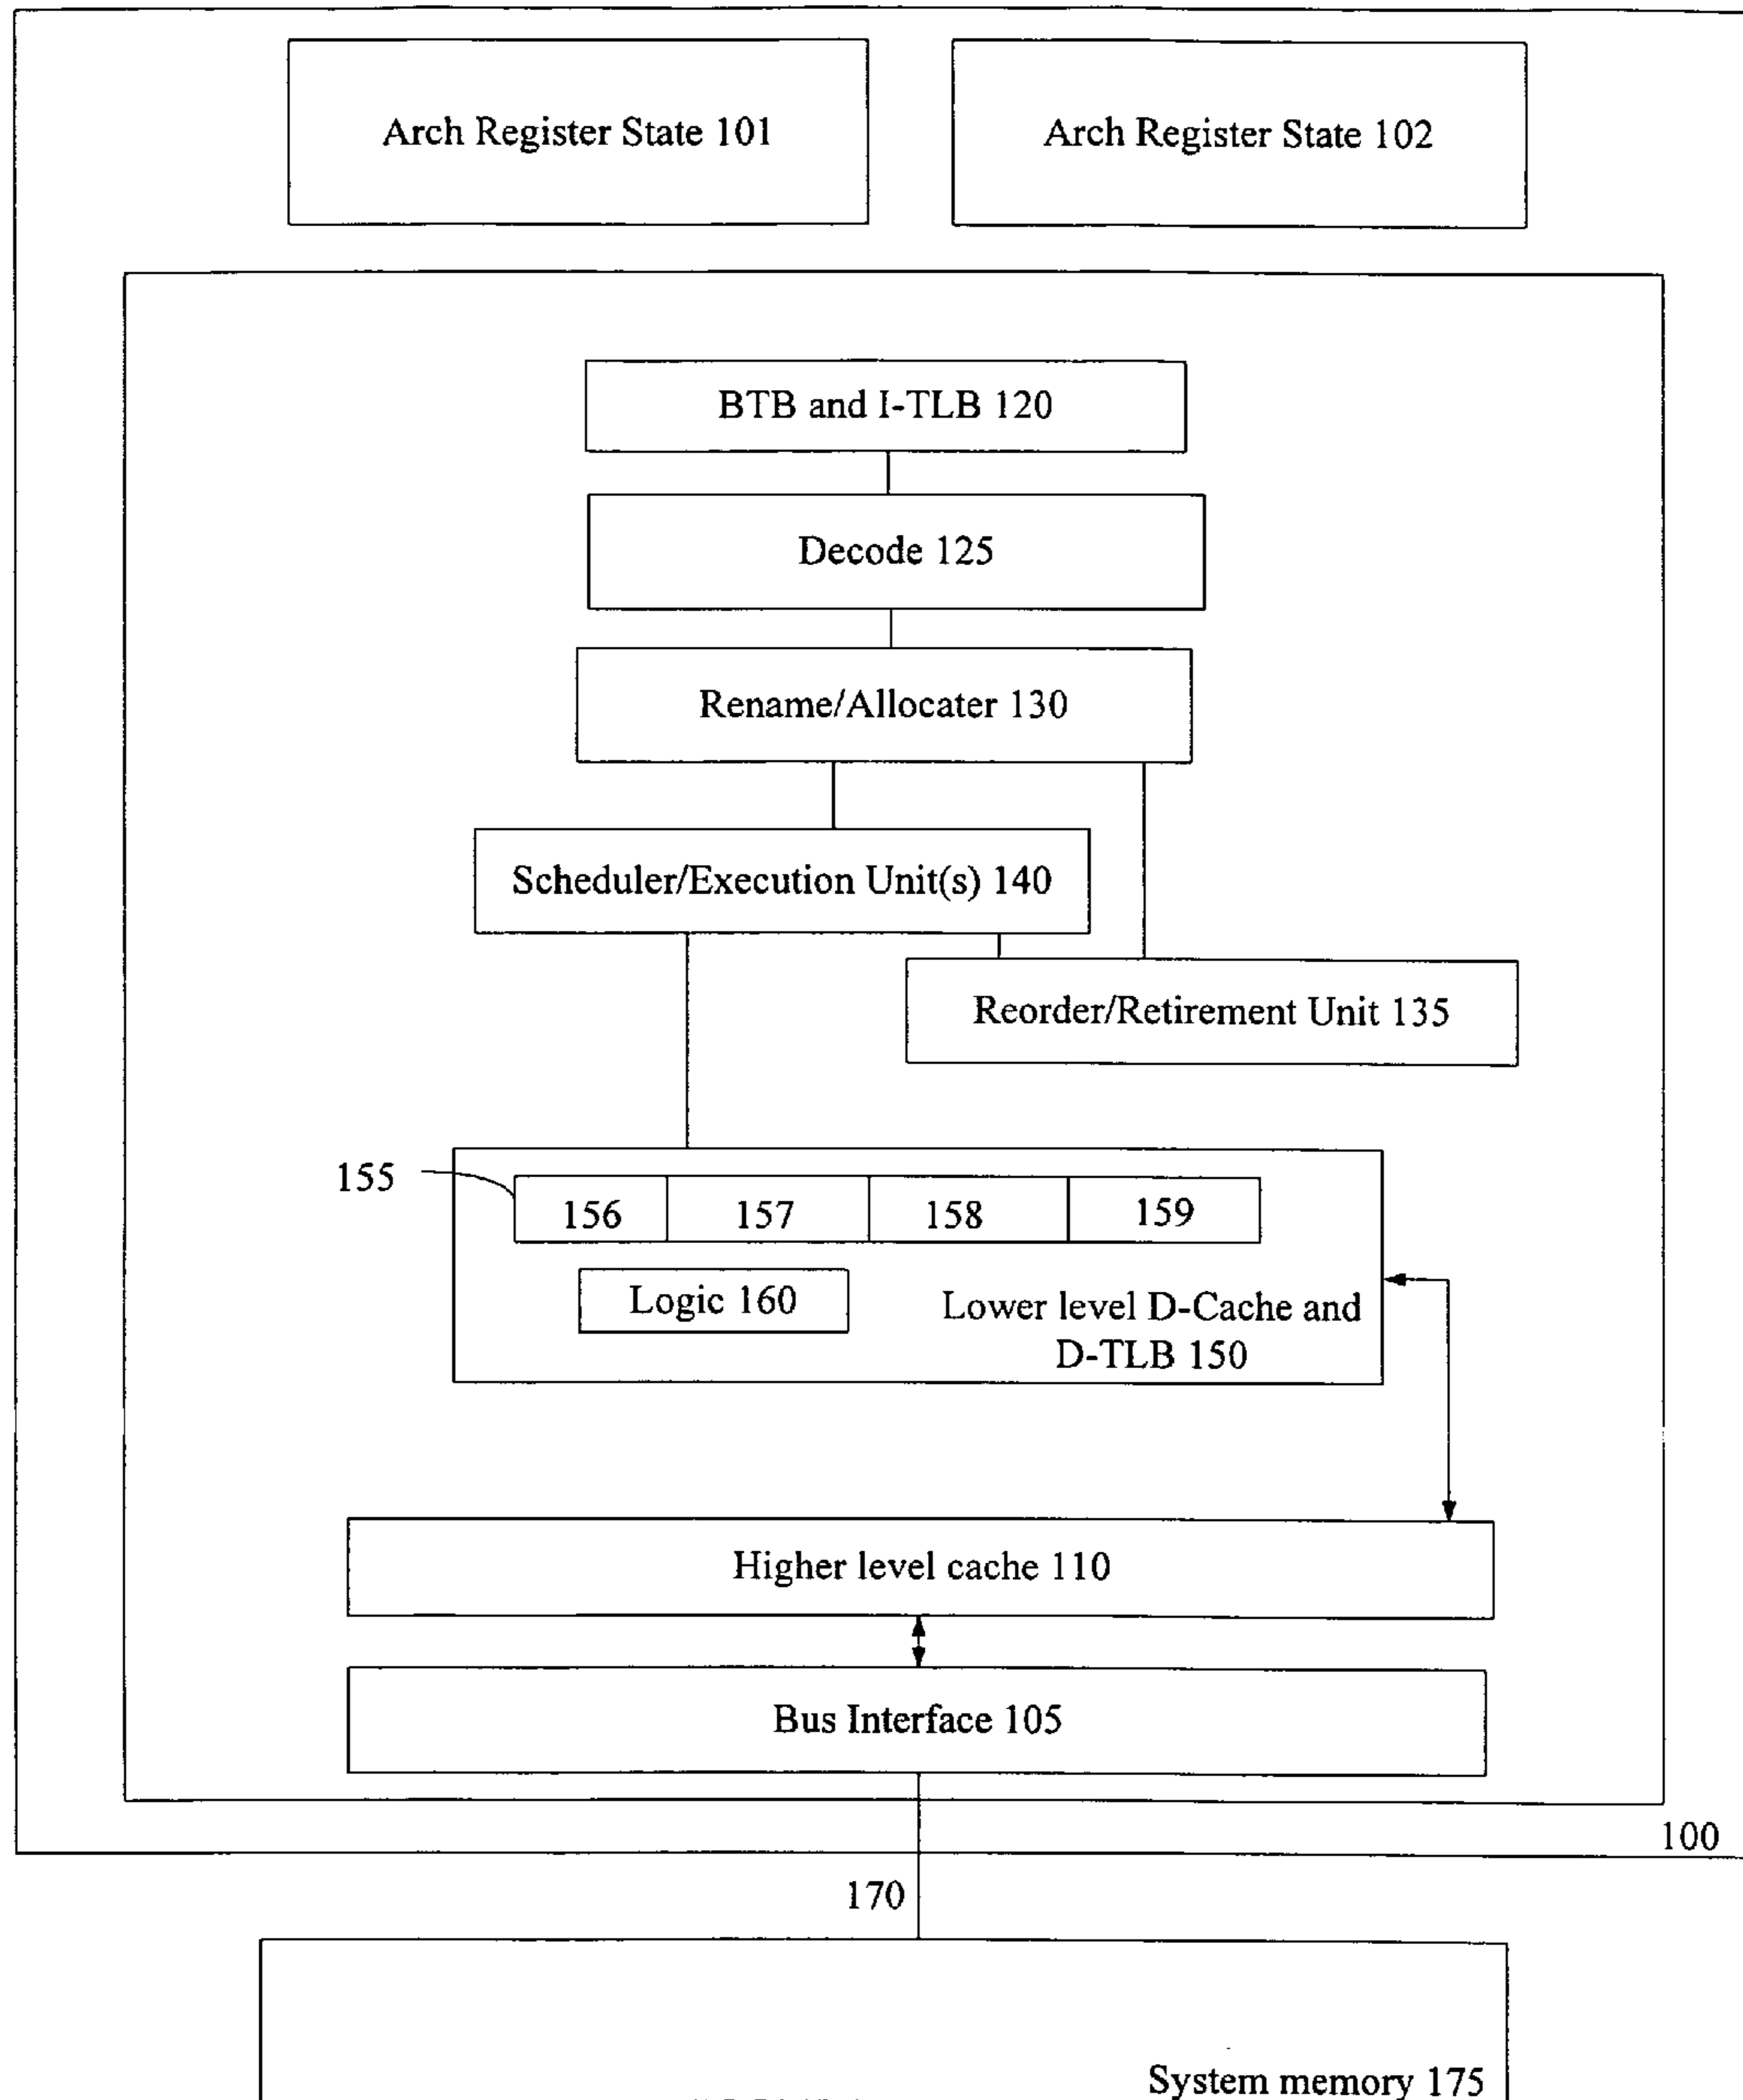 Arch Register State 101
Arch Register State 102
BTB and I-TLB 120
Decode 125
Rename/Allocater 130
Scheduler/Execution Unit(s) 140
Reorder/Retirement Unit 135
155
156
157
158
159
Logic 160
Lower level D-Cache and
D-TLB 150
Higher level cache 110
Bus Interface 105
100
170
System memory 175